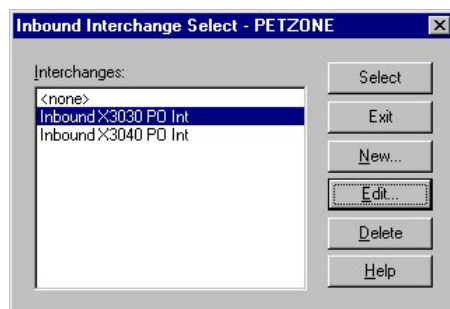 Inbound Interchange Select - PETZONE
Interchanges:
<none>
Inbound X3030 PO Int
Inbound X3040 PO Int
Select
Exit
New...
Edit...
Delete
Help